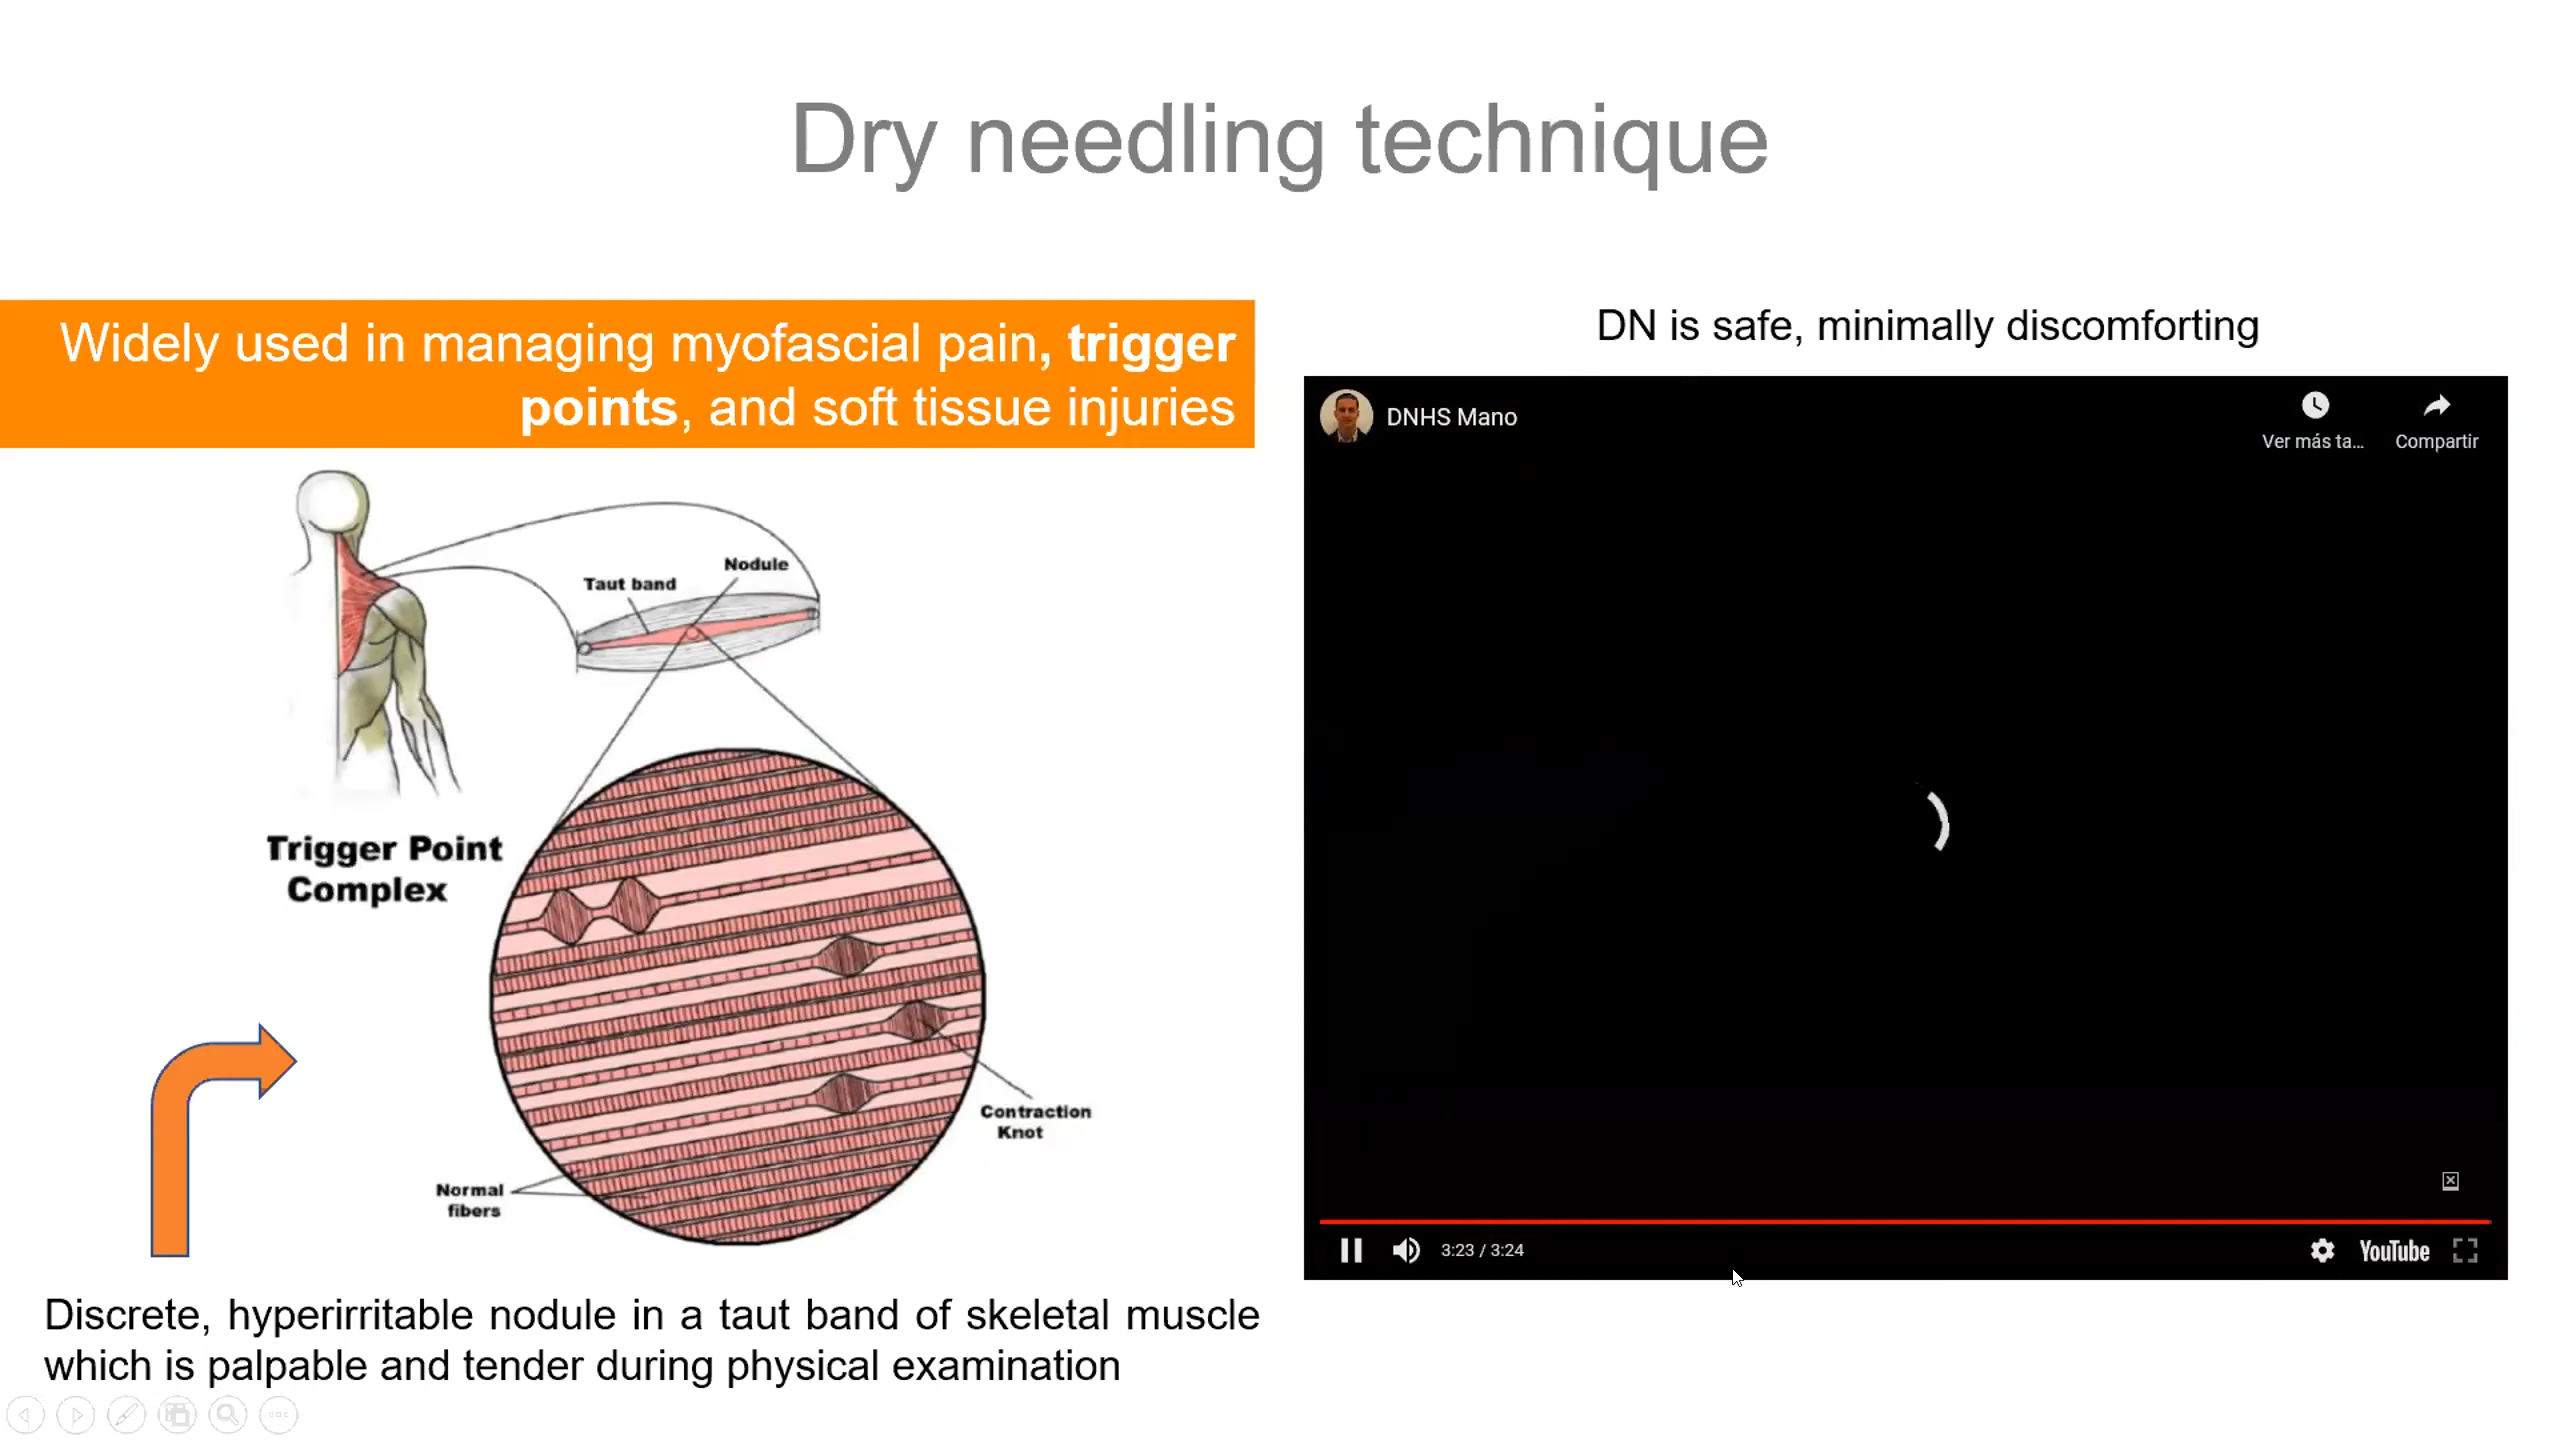 Dry needling technique
Widely used in managing myofascial pain, trigger
points, and soft tissue injuries
DN is safe, minimally discomforting
DNHS Mano
Ver más ta...
Compartir
Nodule
Taut band
Trigger Point
Complex
Contraction
Knot
Normal
fibers
3:23 / 3:24
YouTube
Discrete, hyperirritable nodule in a taut band of skeletal muscle
which is palpable and tender during physical examination